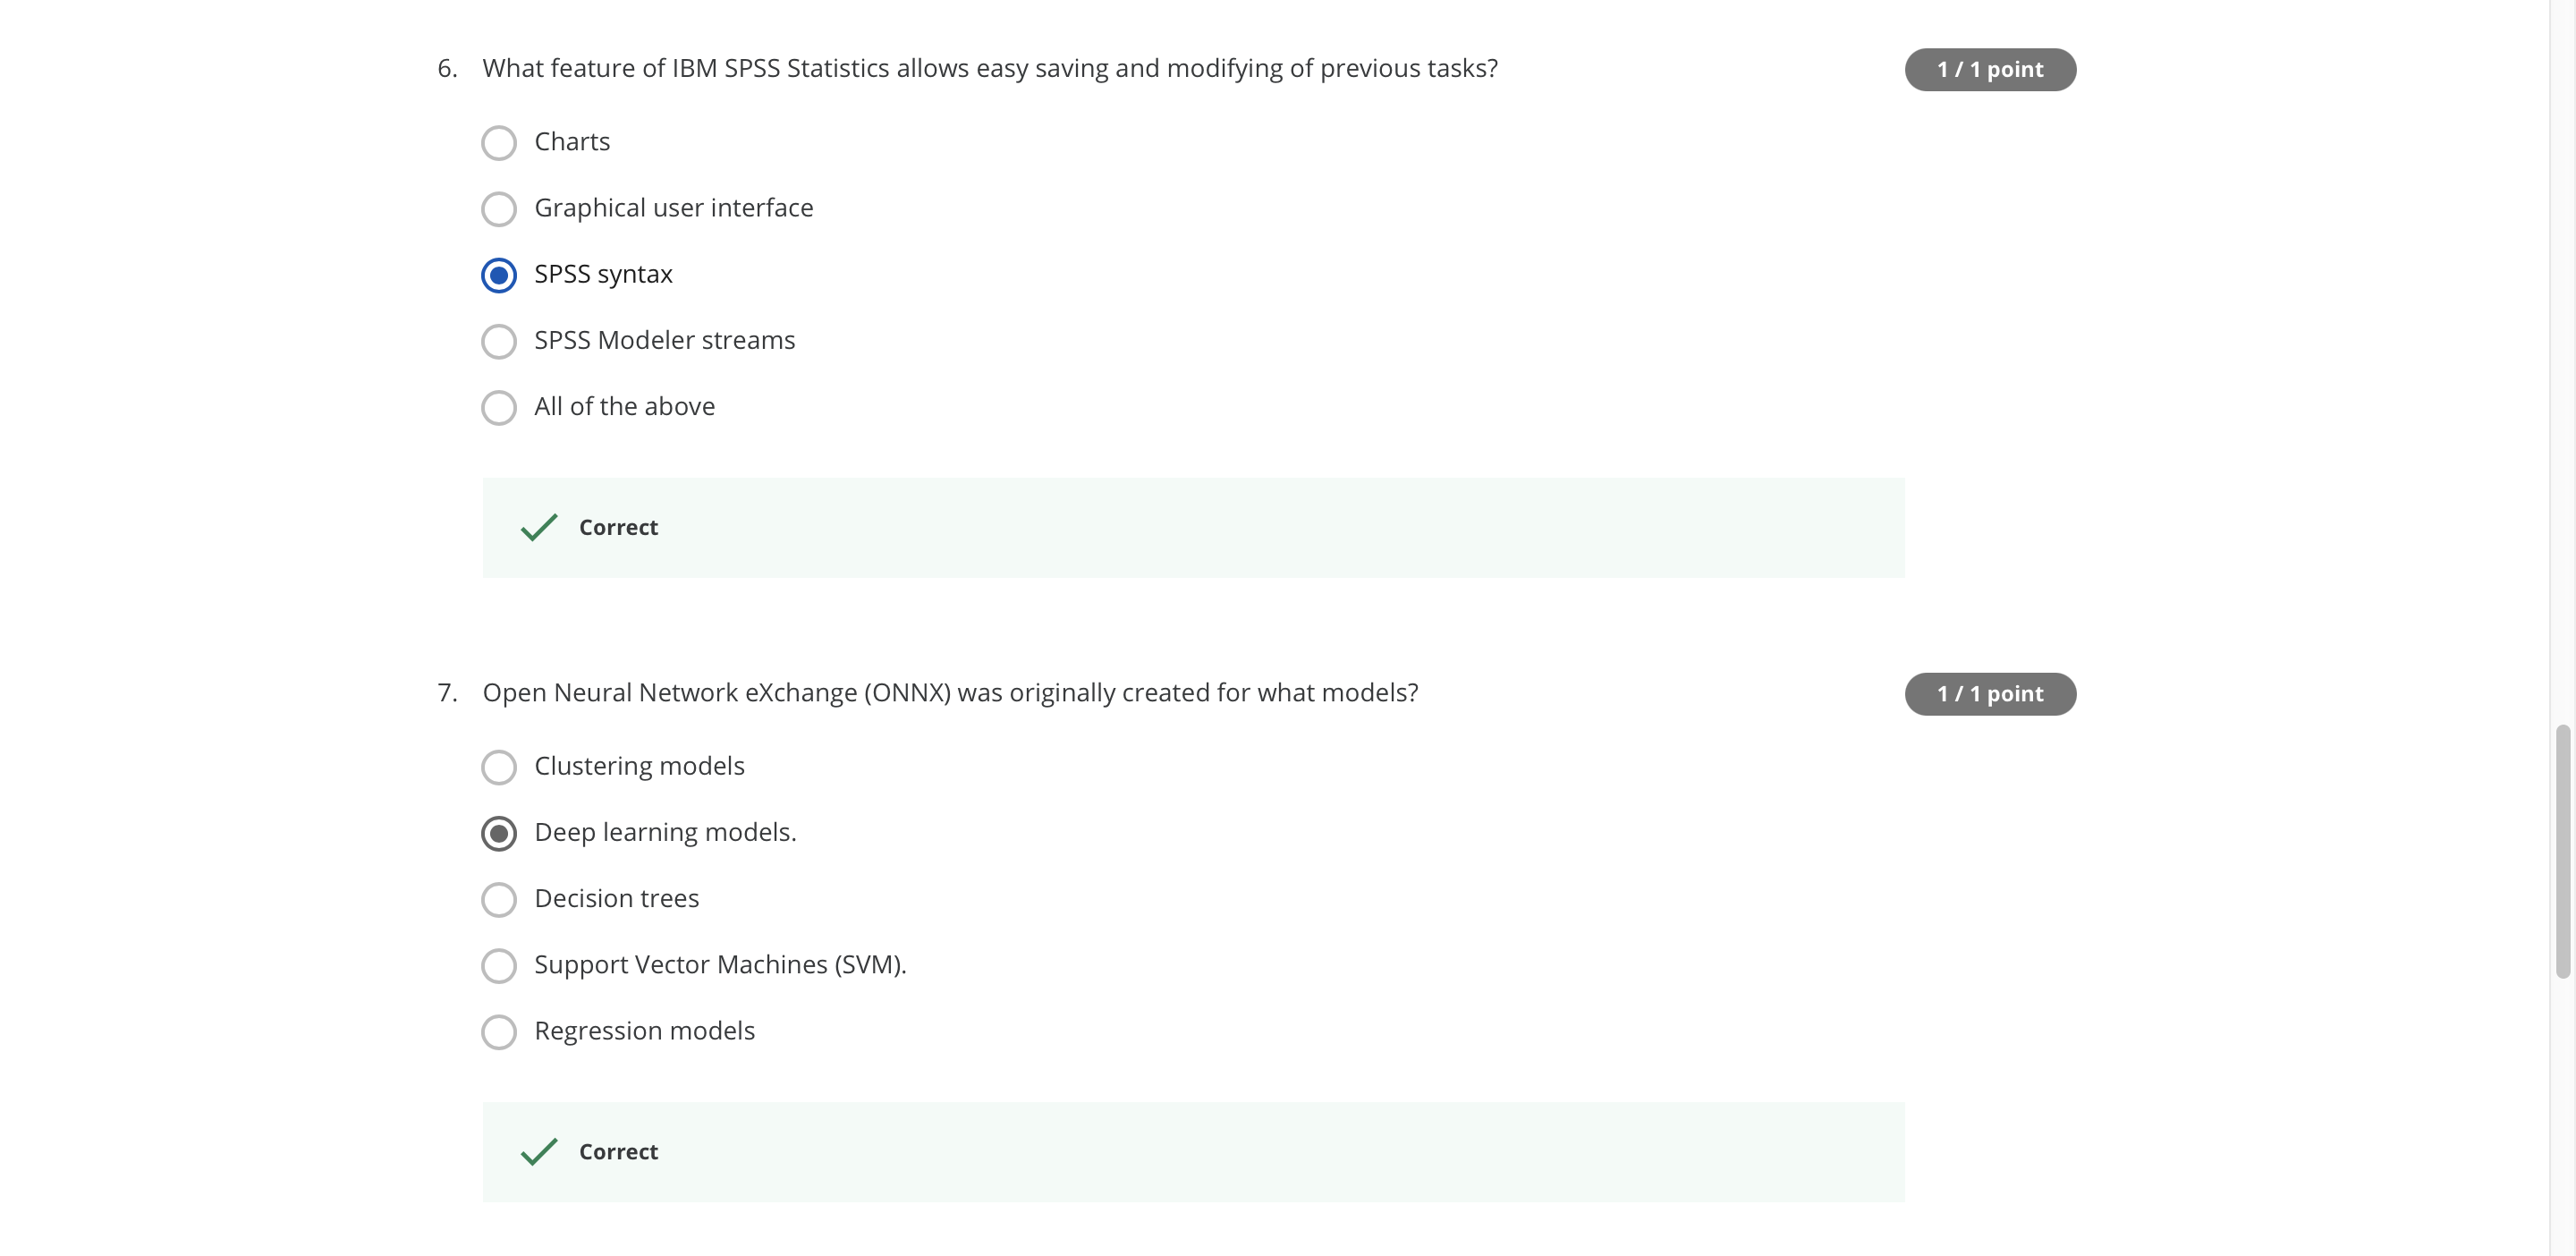 6. What feature of IBM SPSS Statistics allows easy saving and modifying of previous tasks?
1 / 1 point
Charts
Graphical user interface
SPSS syntax
SPSS Modeler streams
All of the above
Correct
7. Open Neural Network eXchange (ONNX) was originally created for what models?
1 / 1 point
Clustering models
Deep learning models.
Decision trees
Support Vector Machines (SVM).
Regression models
Correct